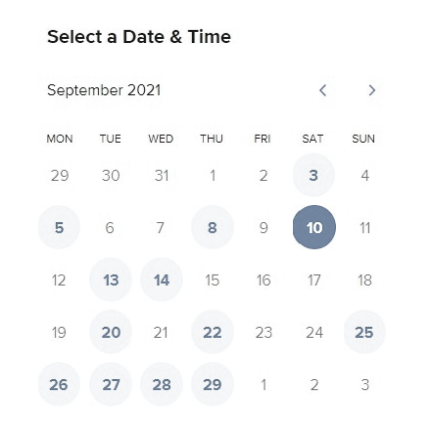 Select a Date & Time
September 2021
MON TUE WED THU FRI SAT SUN
29 30 31 1 2 3 4
5 6 7 8 9 10 11
12 13 14 15 16 17 18
19 20 21 22 23 24 25
26 27 28 29 1 2 3